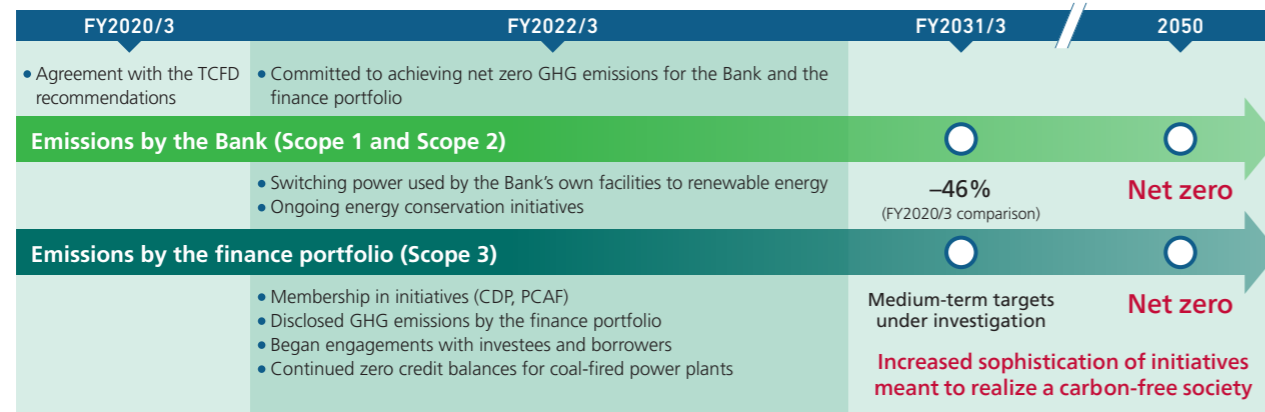 FY2020/3
FY2022/3
FY2031/3
2050
• Agreement with the TCFD
recommendations
• Committed to achieving net zero GHG emissions for the Bank and the
finance portfolio
Emissions by the Bank (Scope 1 and Scope 2)
• Switching power used by the Bank's own facilities to renewable energy
• Ongoing energy conservation initiatives
–46%
(FY2020/3 comparison)
Net zero
Emissions by the finance portfolio (Scope 3)
• Membership in initiatives (CDP, PCAF)
• Disclosed GHG emissions by the finance portfolio
• Began engagements with investees and borrowers
• Continued zero credit balances for coal-fired power plants
Medium-term targets
under investigation
Net zero
Increased sophistication of initiatives
meant to realize a carbon-free society